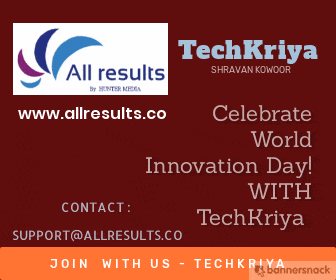 All results
By HUNTER MEDIA
TechKriya
SHRAVAN KOWOOR
www.allresults.co
Celebrate
World
Innovation Day!
WITH
TechKriya
CONTACT:
SUPPORT@ALLRESULTS.CO
JOIN WITH US - TECHKRIYA
bannersnack